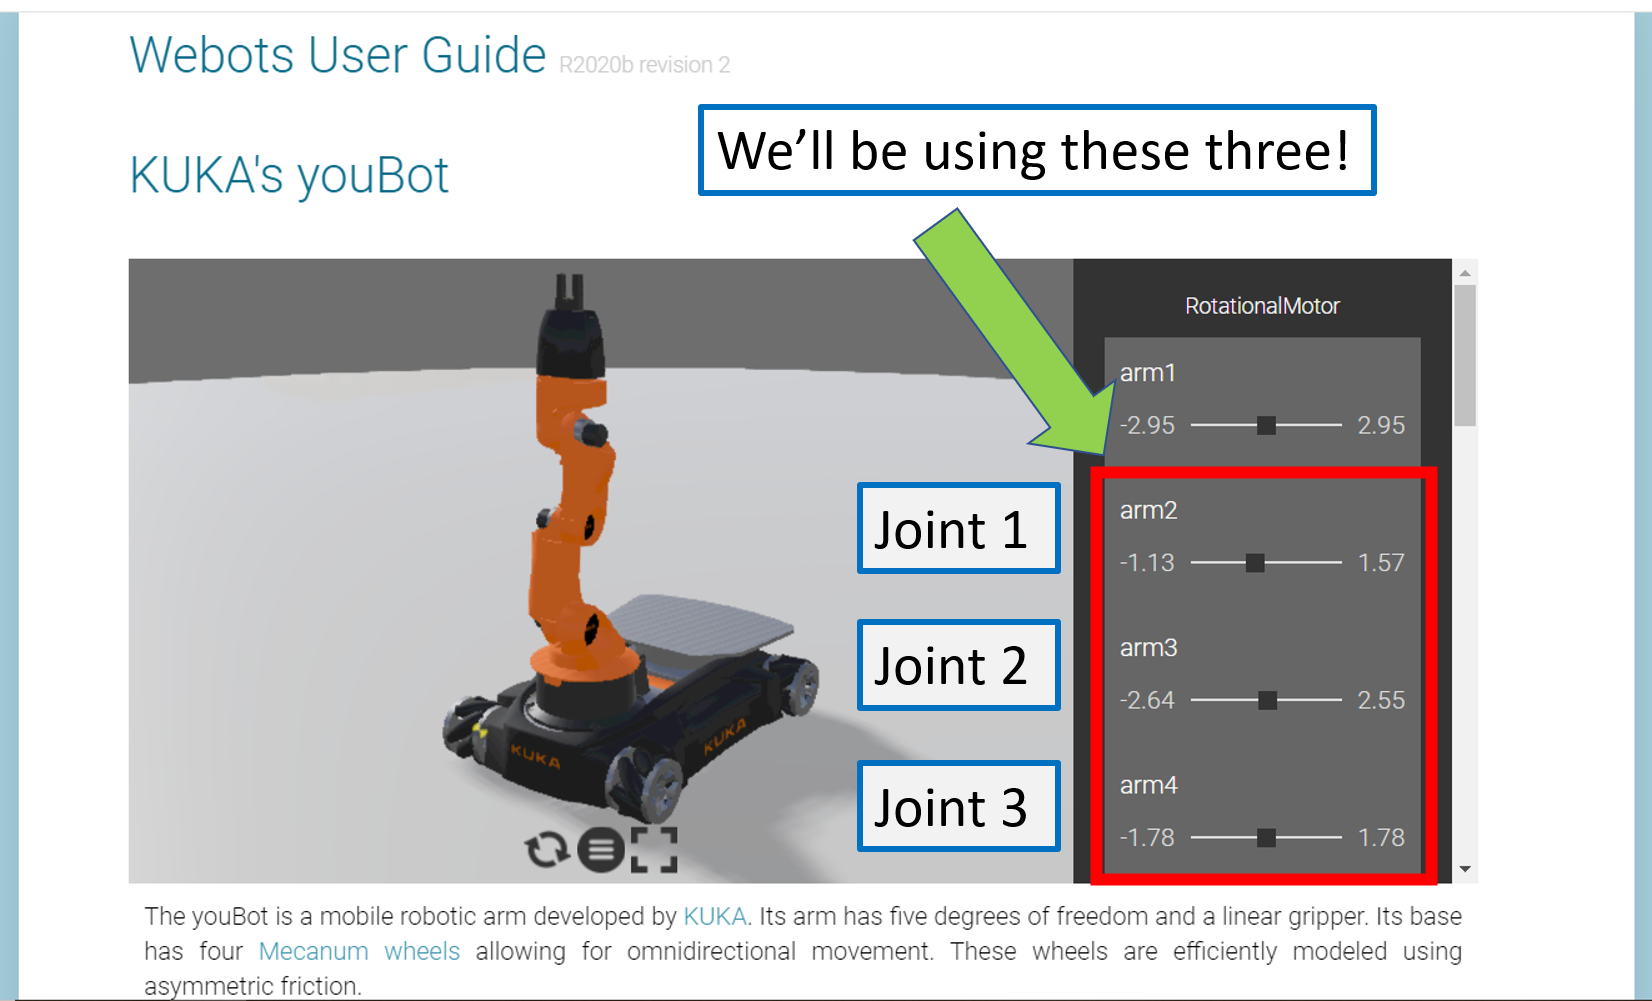 Webots User Guide R2020b revision 2
We’ll be using these three!
KUKA's youBot
RotationalMotor
arm1
-2.95 2.95
Joint 1
arm2
-1.13 1.57
Joint 2
arm3
-2.64 2.55
Joint 3
arm4
-1.78 1.78
KUKA
KUKA
The youBot is a mobile robotic arm developed by KUKA. Its arm has five degrees of freedom and a linear gripper. Its base
has four Mecanum wheels allowing for omnidirectional movement. These wheels are efficiently modeled using
asymmetric friction.